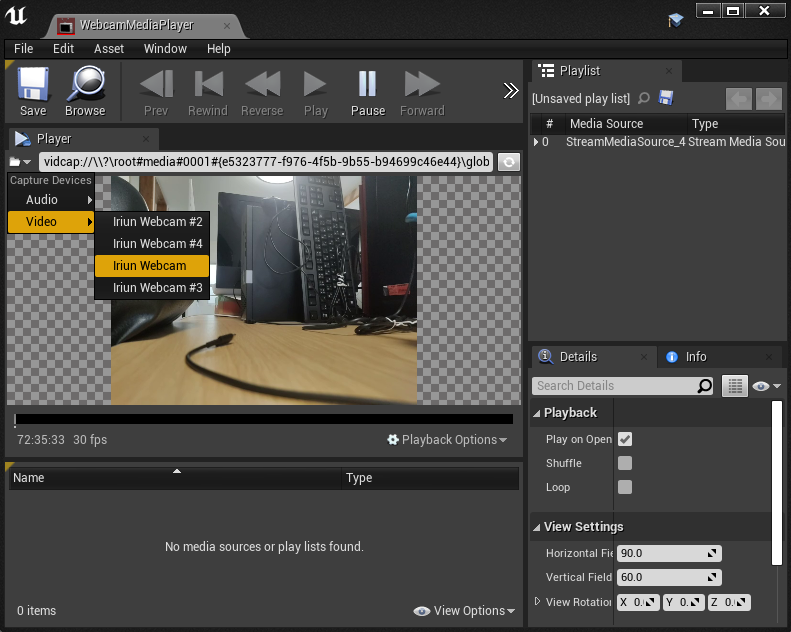 WebcamMediaPlayer
File Edit Asset Window Help
Save Browse Prev Rewind Reverse Play Pause Forward
Player
vidcap://\\?\root#media#0001#{e5323777-f976-4f5b-9b55-b94699c46e44}\glob
Capture Devices
Audio
Video
Iriun Webcam #2
Iriun Webcam #4
Iriun Webcam
Iriun Webcam #3
72:35:33 30 fps
Playback Options
Name Type
No media sources or play lists found.
0 items
View Options
Playlist
[Unsaved play list]
# Media Source Type
0 StreamMediaSource_4 Stream Media Sou
Details Info
Search Details
Playback
Play on Open
Shuffle
Loop
View Settings
Horizontal Fie 90.0
Vertical Field 60.0
View Rotation X 0.0 Y 0. Z 0.0